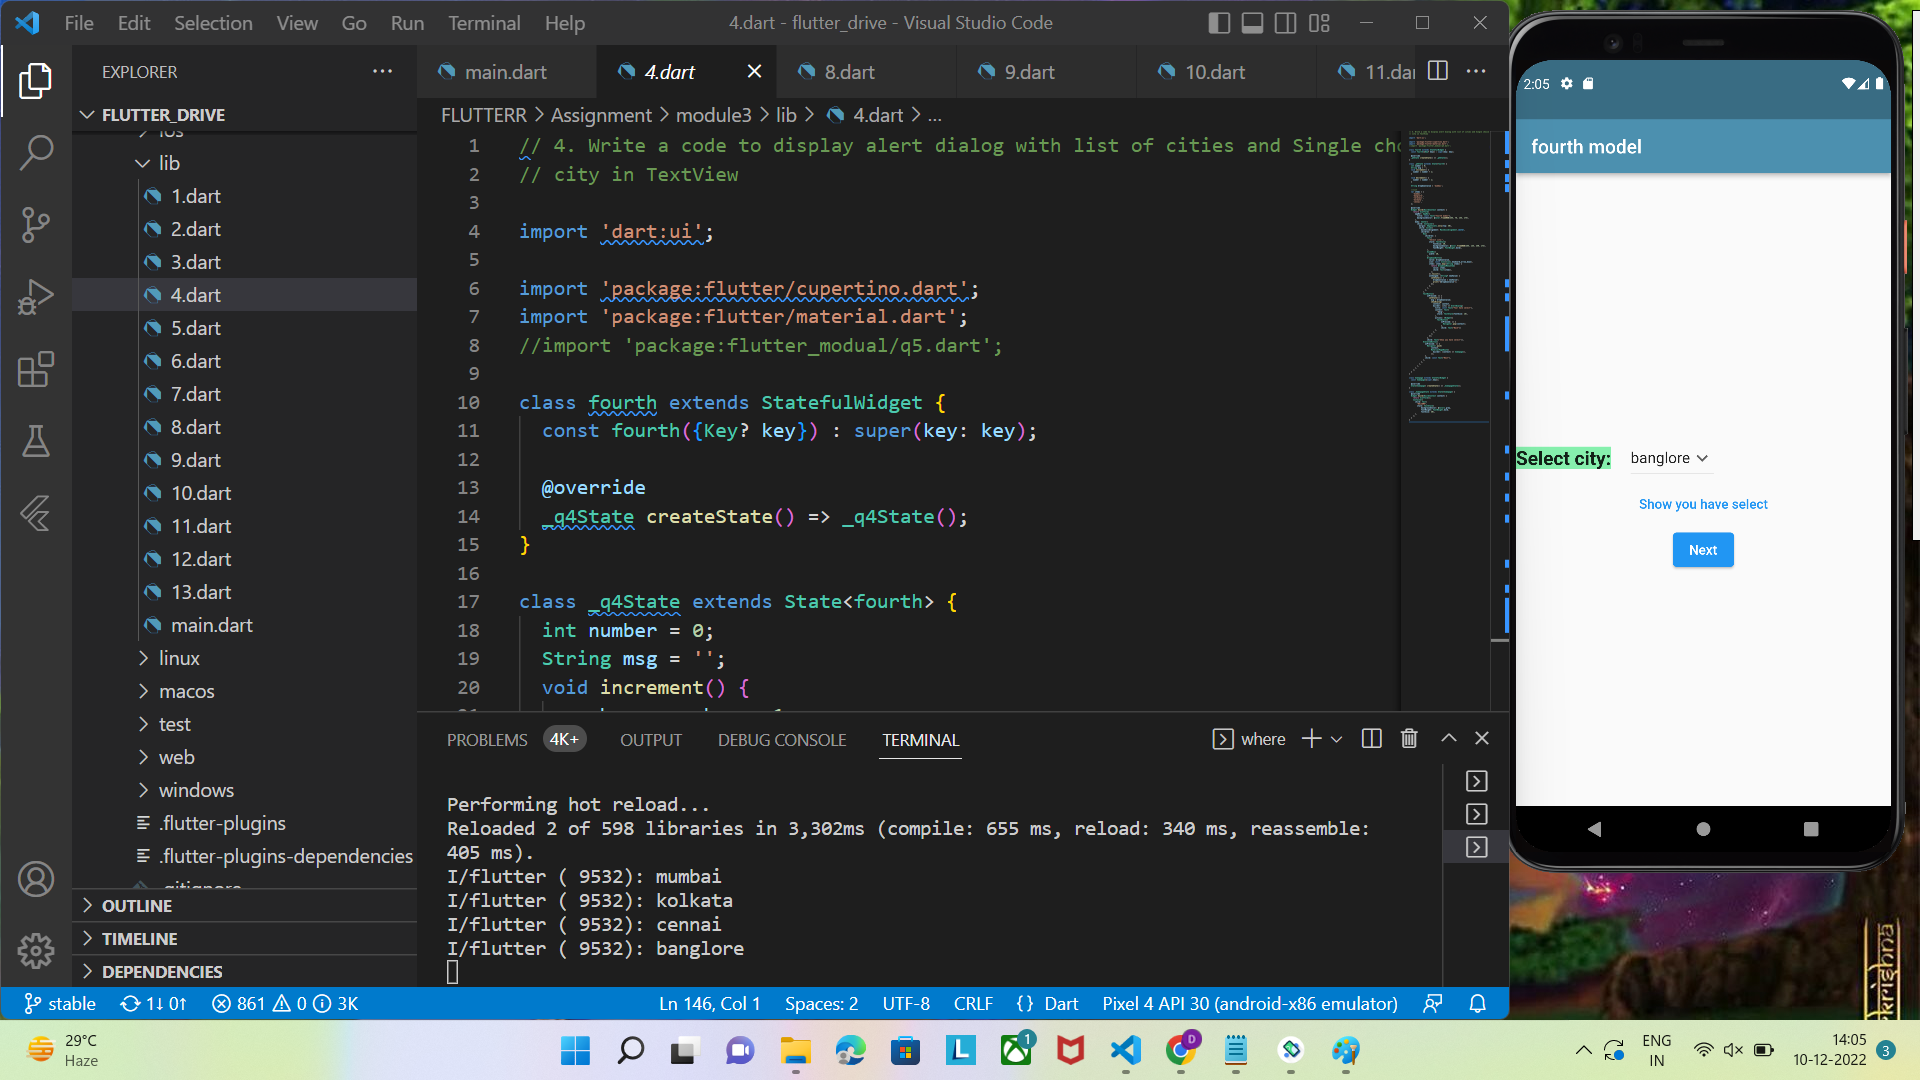 File Edit Selection View Go Run Terminal Help
4.dart - flutter_drive - Visual Studio Code
EXPLORER
FLUTTER_DRIVE
ios
lib
1.dart
2.dart
3.dart
4.dart
5.dart
6.dart
7.dart
8.dart
9.dart
10.dart
11.dart
12.dart
13.dart
main.dart
linux
macos
test
web
windows
.flutter-plugins
.flutter-plugins-dependencies
.gitignore
OUTLINE
TIMELINE
DEPENDENCIES
main.dart 4.dart 8.dart 9.dart 10.dart 11.dar
FLUTTERR > Assignment > module3 > lib > 4.dart > ...
1 // 4. Write a code to display alert dialog with list of cities and Single cho
2 // city in TextView
3
4 import 'dart:ui';
5
6 import 'package:flutter/cupertino.dart';
7 import 'package:flutter/material.dart';
8 //import 'package:flutter_modual/q5.dart';
9
10 class fourth extends StatefulWidget {
11 const fourth({Key? key}) : super(key: key);
12
13 @override
14 _q4State createState() => _q4State();
15 }
16
17 class _q4State extends State<fourth> {
18 int number = 0;
19 String msg = '';
20 void increment() {
PROBLEMS 4K+ OUTPUT DEBUG CONSOLE TERMINAL
where
Performing hot reload...
Reloaded 2 of 598 libraries in 3,302ms (compile: 655 ms, reload: 340 ms, reassemble:
405 ms).
I/flutter ( 9532): mumbai
I/flutter ( 9532): kolkata
I/flutter ( 9532): cennai
I/flutter ( 9532): banglore
stable 1↓ 0↑ 861 0 3K
Ln 146, Col 1 Spaces: 2 UTF-8 CRLF {} Dart Pixel 4 API 30 (android-x86 emulator)
2:05
fourth model
Select city: banglore
Show you have select
Next
krishna
29°C
Haze
1
D
ENG
IN
14:05
10-12-2022
3